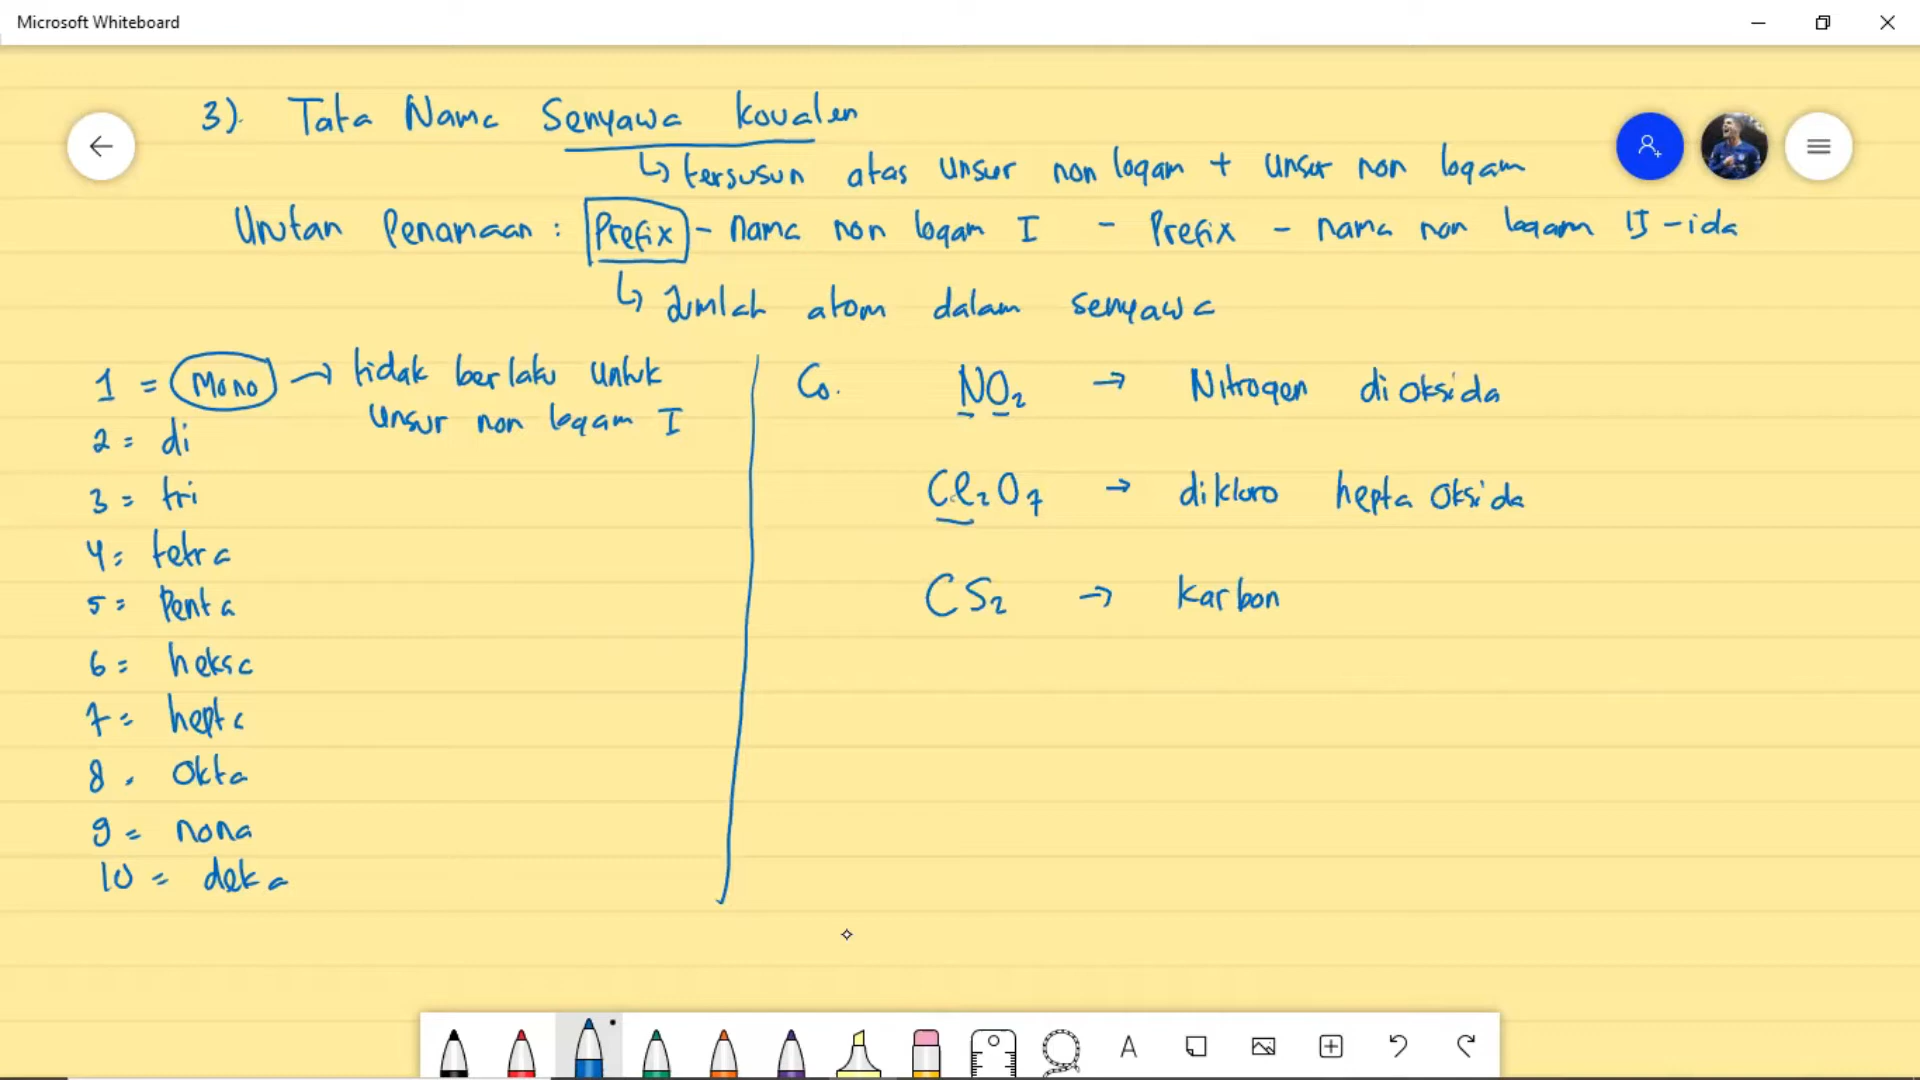 Microsoft Whiteboard
3). Tata Nama Senyawa kovalen
↳ tersusun atas unsur non logam + unsur non logam
Urutan Penamaan : Prefix - nama non logam I - Prefix - nama non logam II - ida
↳ Jumlah atom dalam senyawa
1 = Mono → tidak berlaku untuk
unsur non logam I
2 = di
3 = tri
4 = tetra
5 = Penta
6 = heksa
7 = hepta
8 = Okta
9 = nona
10 = deka
Co. NO₂ → Nitrogen dioksida
Cl₂O₇ → dikloro hepta Oksida
CS₂ → karbon